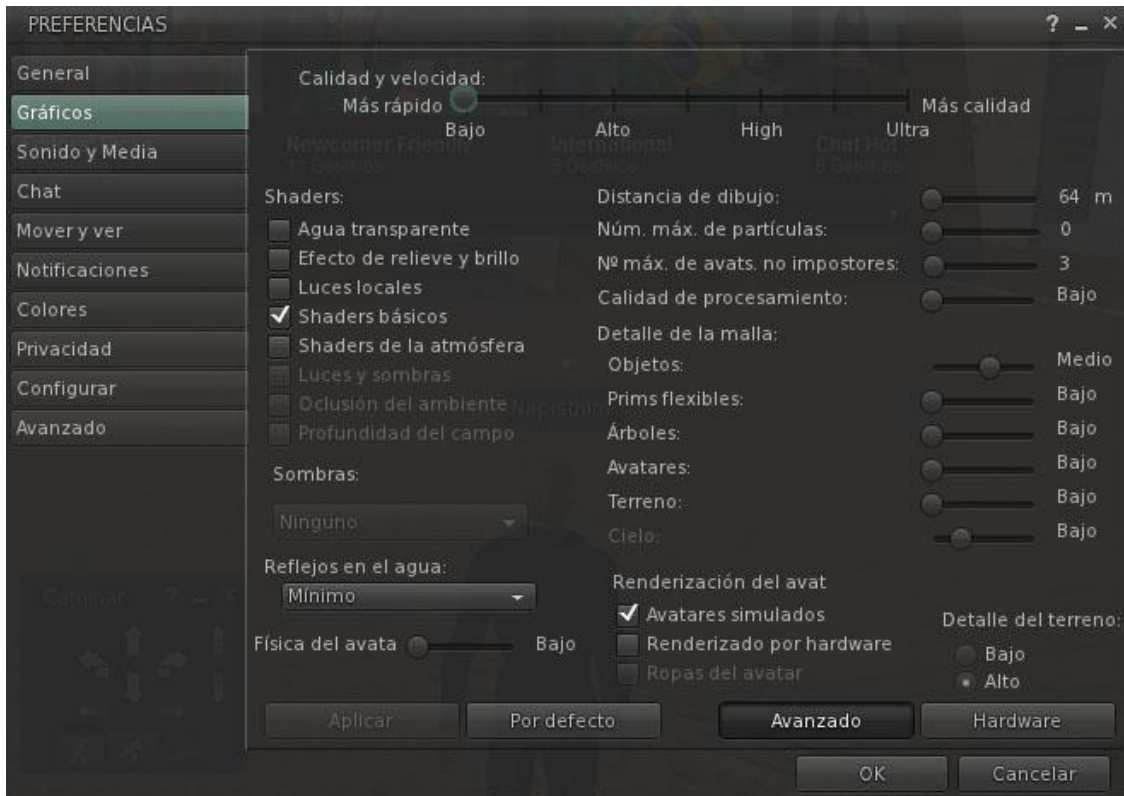 PREFERENCIAS ? _ ×
General
Gráficos
Sonido y Media
Chat
Mover y ver
Notificaciones
Colores
Privacidad
Configurar
Avanzado
Calidad y velocidad:
Más rápido Más calidad
Bajo Alto High Ultra
Newcomer Friendly International Chat Hot
Shaders:
Agua transparente
Efecto de relieve y brillo
Luces locales
Shaders básicos
Shaders de la atmósfera
Luces y sombras
Oclusión del ambiente
Profundidad del campo
Sombras:
Ninguno
Reflejos en el agua:
Mínimo
Física del avata Bajo
Distancia de dibujo: 64 m
Núm. máx. de partículas: 0
Nº máx. de avats. no impostores: 3
Calidad de procesamiento: Bajo
Detalle de la malla:
Objetos: Medio
Prims flexibles: Bajo
Árboles: Bajo
Avatares: Bajo
Terreno: Bajo
Cielo: Bajo
Renderización del avat
Avatares simulados
Renderizado por hardware
Ropas del avatar
Detalle del terreno:
Bajo
Alto
Caminar ? _ ×
Aplicar Por defecto Avanzado Hardware
OK Cancelar